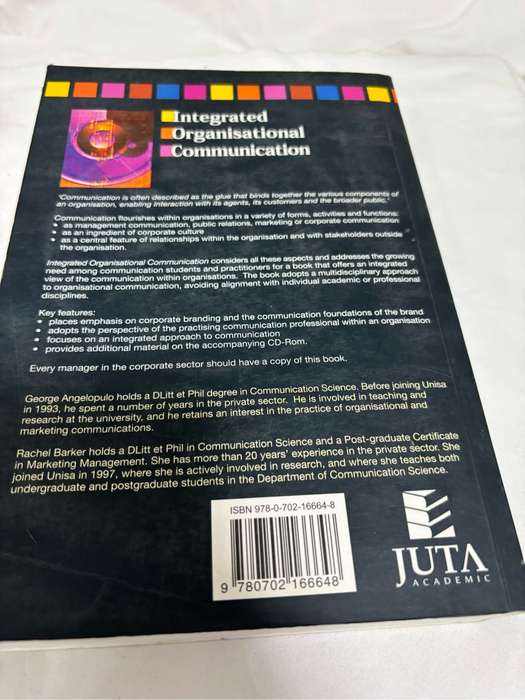 Integrated
Organisational
Communication
'Communication is often described as the glue that binds together the various components of
an organisation, enabling interaction with its agents, its customers and the broader public.'
Communication flourishes within organisations in a variety of forms, activities and functions:
• as management communication, public relations, marketing or corporate communication
• as an ingredient of corporate culture
• as a central feature of relationships within the organisation and with stakeholders outside
the organisation.
Integrated Organisational Communication considers all these aspects and addresses the growing
need among communication students and practitioners for a book that offers an integrated
view of the communication within organisations. The book adopts a multidisciplinary approach
to organisational communication, avoiding alignment with individual academic or professional
disciplines.
Key features:
• places emphasis on corporate branding and the communication foundations of the brand
• adopts the perspective of the practising communication professional within an organisation
• focuses on an integrated approach to communication
• provides additional material on the accompanying CD-Rom.
Every manager in the corporate sector should have a copy of this book.
George Angelopulo holds a DLitt et Phil degree in Communication Science. Before joining Unisa
in 1993, he spent a number of years in the private sector. He is involved in teaching and
research at the university, and he retains an interest in the practice of organisational and
marketing communications.
Rachel Barker holds a DLitt et Phil in Communication Science and a Post-graduate Certificate
in Marketing Management. She has more than 20 years' experience in the private sector. She
joined Unisa in 1997, where she is actively involved in research, and where she teaches both
undergraduate and postgraduate students in the Department of Communication Science.
ISBN 978-0-702-16664-8
9 780702 166648
JUTA
ACADEMIC